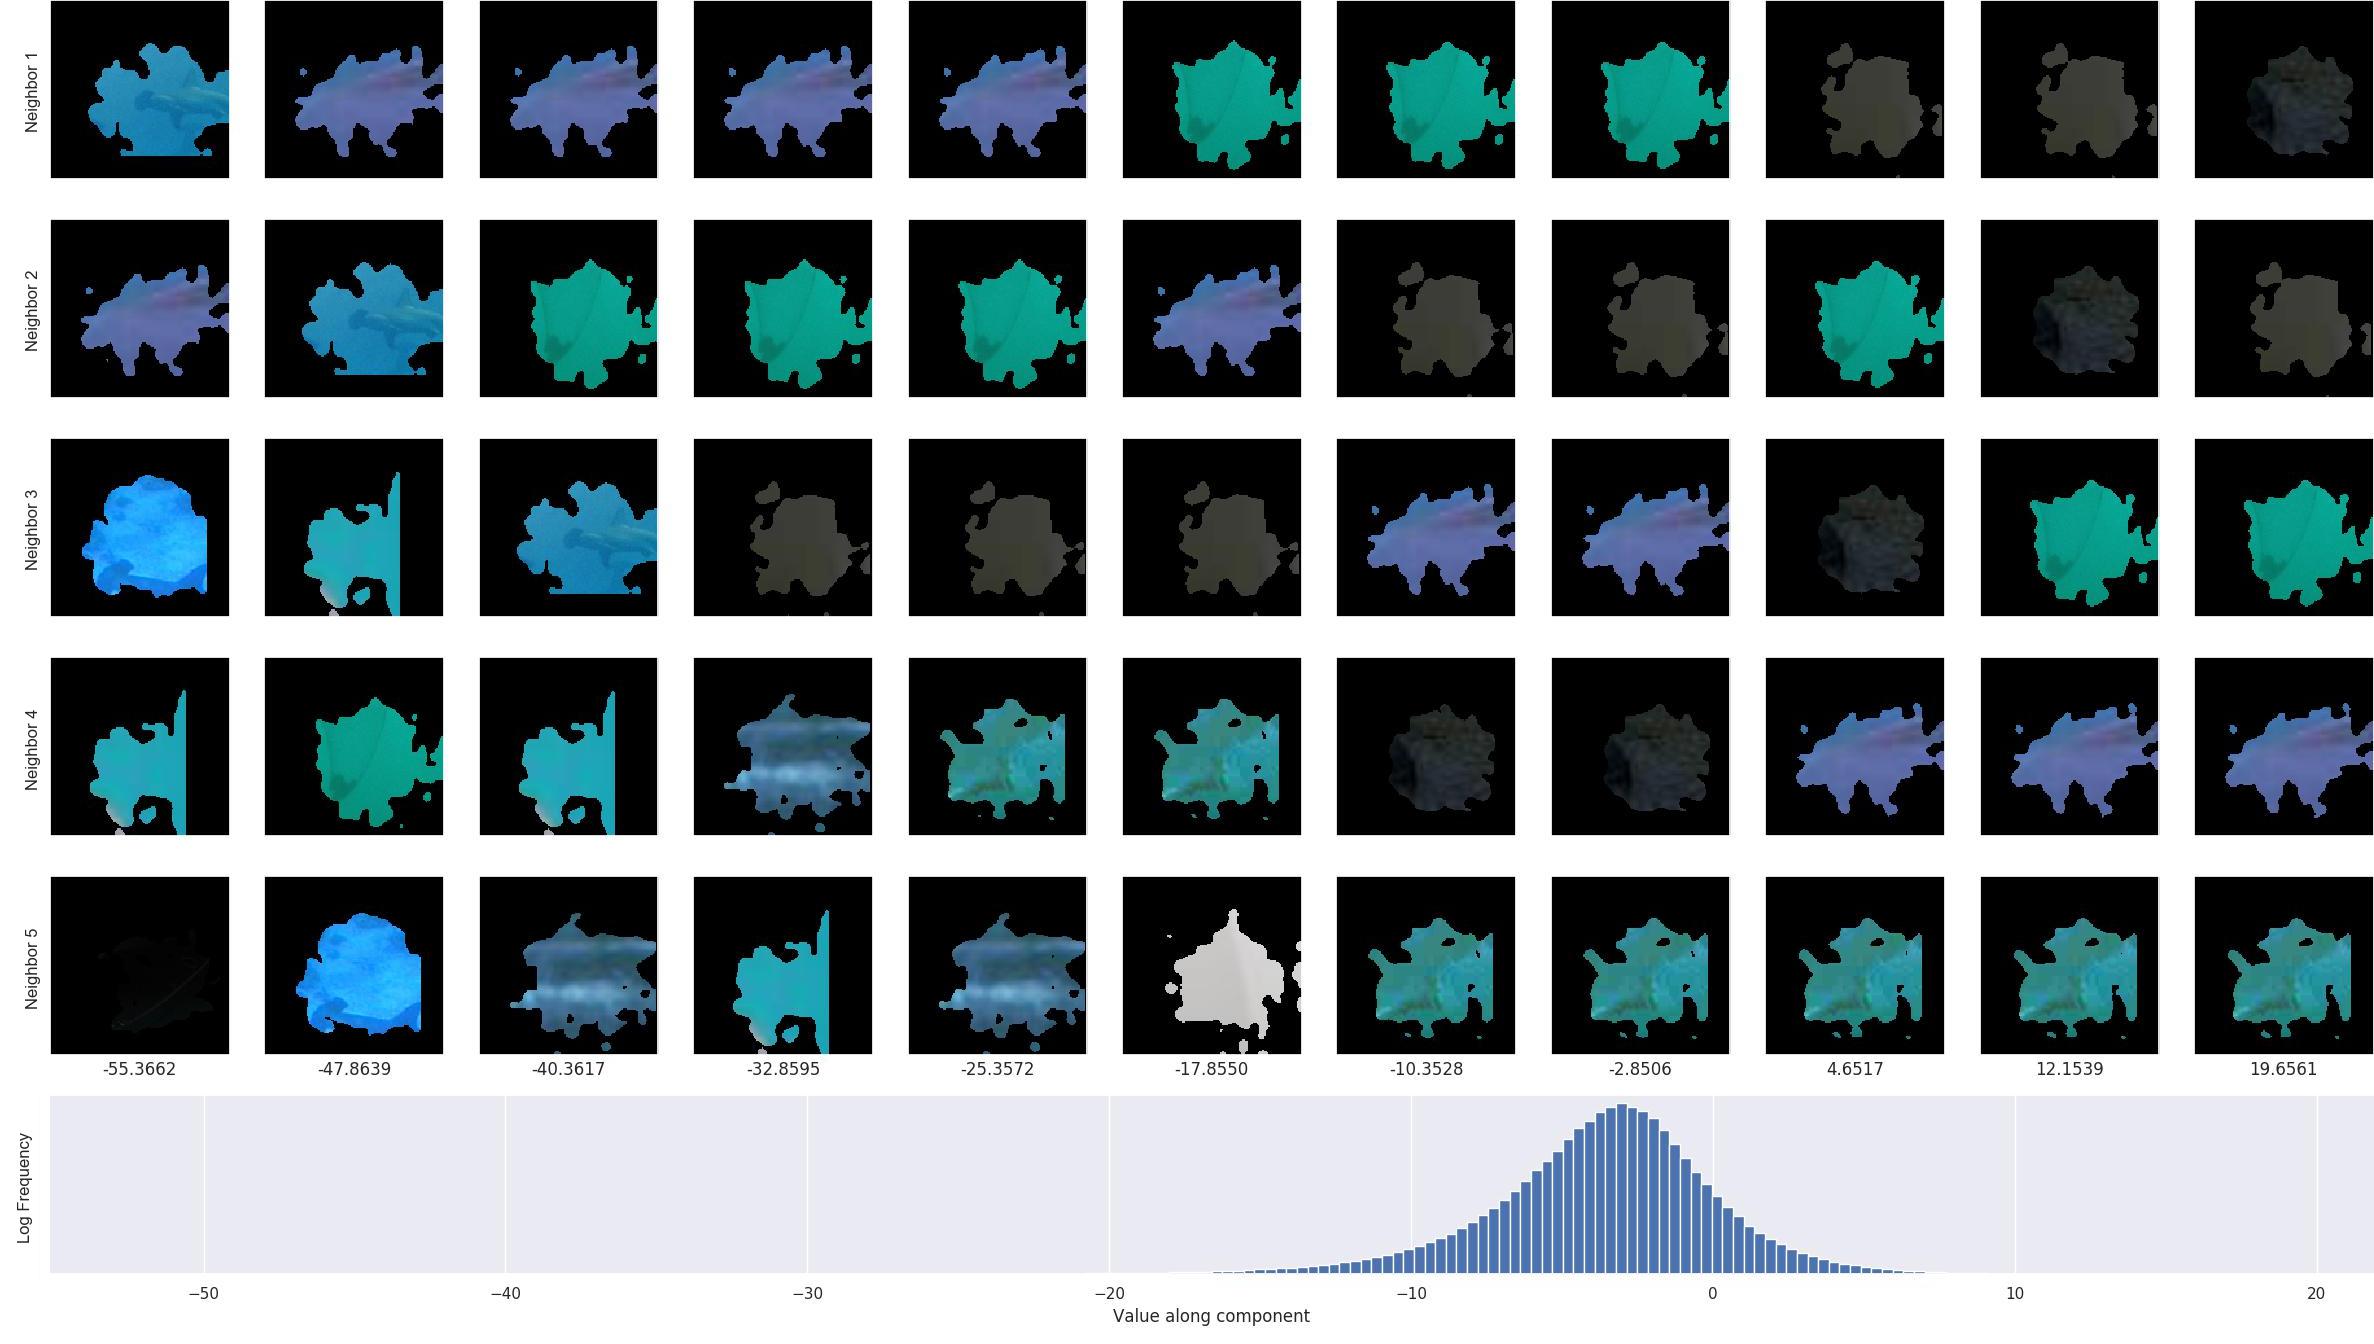 Neighbor 1
Neighbor 2
Neighbor 3
Neighbor 4
Neighbor 5
-55.3662 -47.8639 -40.3617 -32.8595 -25.3572 -17.8550 -10.3528 -2.8506 4.6517 12.1539 19.6561
Log Frequency
−50 −40 −30 −20 −10 0 10 20
Value along component